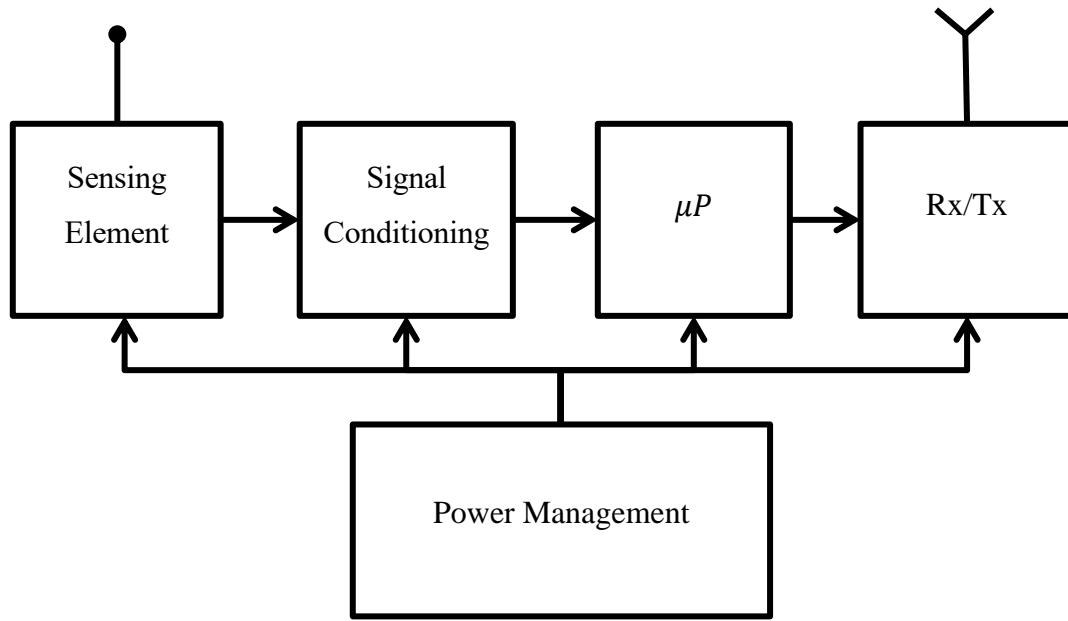 Sensing
Element
Signal
Conditioning
μP
Rx/Tx
Power Management